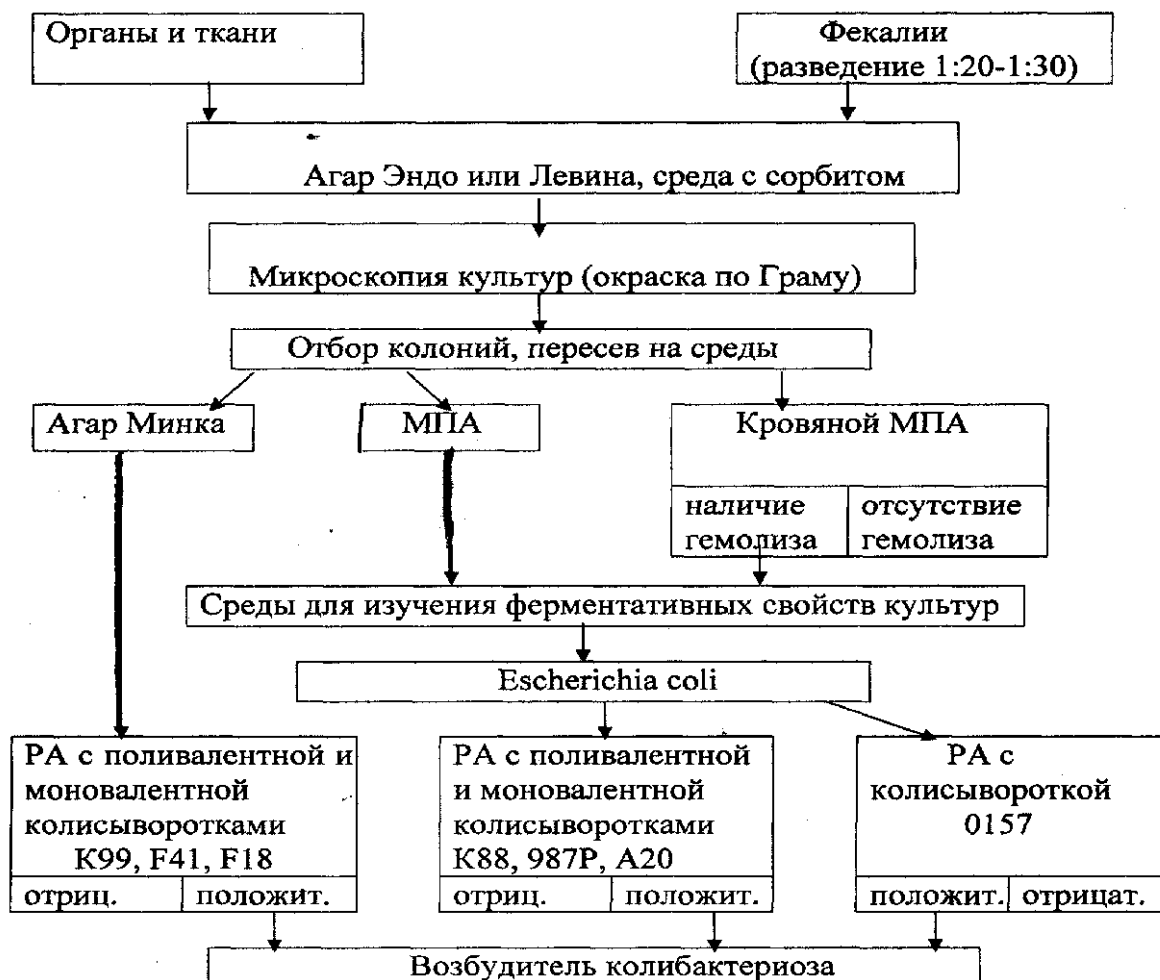 Органы и ткани
Фекалии
(разведение 1:20-1:30)
Агар Эндо или Левина, среда с сорбитом
Микроскопия культур (окраска по Граму)
Отбор колоний, пересев на среды
Агар Минка
МПА
Кровяной МПА
наличие
гемолиза
отсутствие
гемолиза
Среды для изучения ферментативных свойств культур
Escherichia coli
РА с поливалентной и
моновалентной
колисыворотками
К99, F41, F18
отриц.
положит.
РА с поливалентной
и моновалентной
колисыворотками
К88, 987Р, А20
отриц.
положит.
РА с
колисывороткой
0157
положит.
отрицат.
Возбудитель колибактериоза